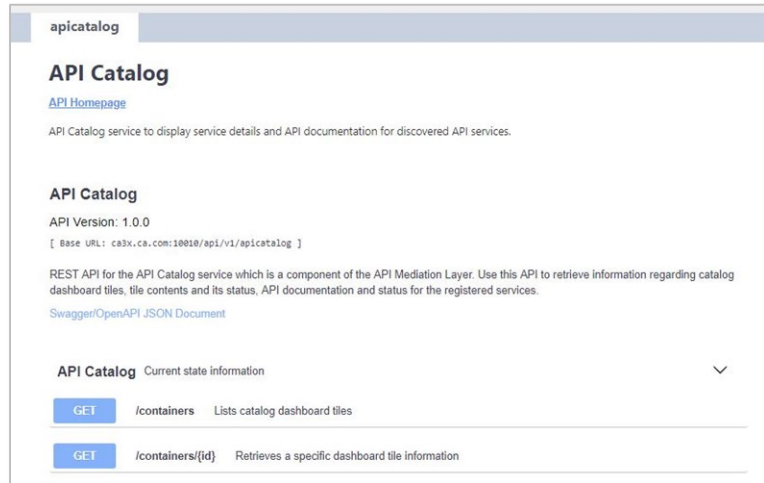 apicatalog
API Catalog
API Homepage
API Catalog service to display service details and API documentation for discovered API services.
API Catalog
API Version: 1.0.0
[ Base URL: ca3x.ca.com:10010/api/v1/apicatalog ]
REST API for the API Catalog service which is a component of the API Mediation Layer. Use this API to retrieve information regarding catalog
dashboard tiles, tile contents and its status, API documentation and status for the registered services.
Swagger/OpenAPI JSON Document
API Catalog Current state information
GET /containers Lists catalog dashboard tiles
GET /containers/{id} Retrieves a specific dashboard tile information